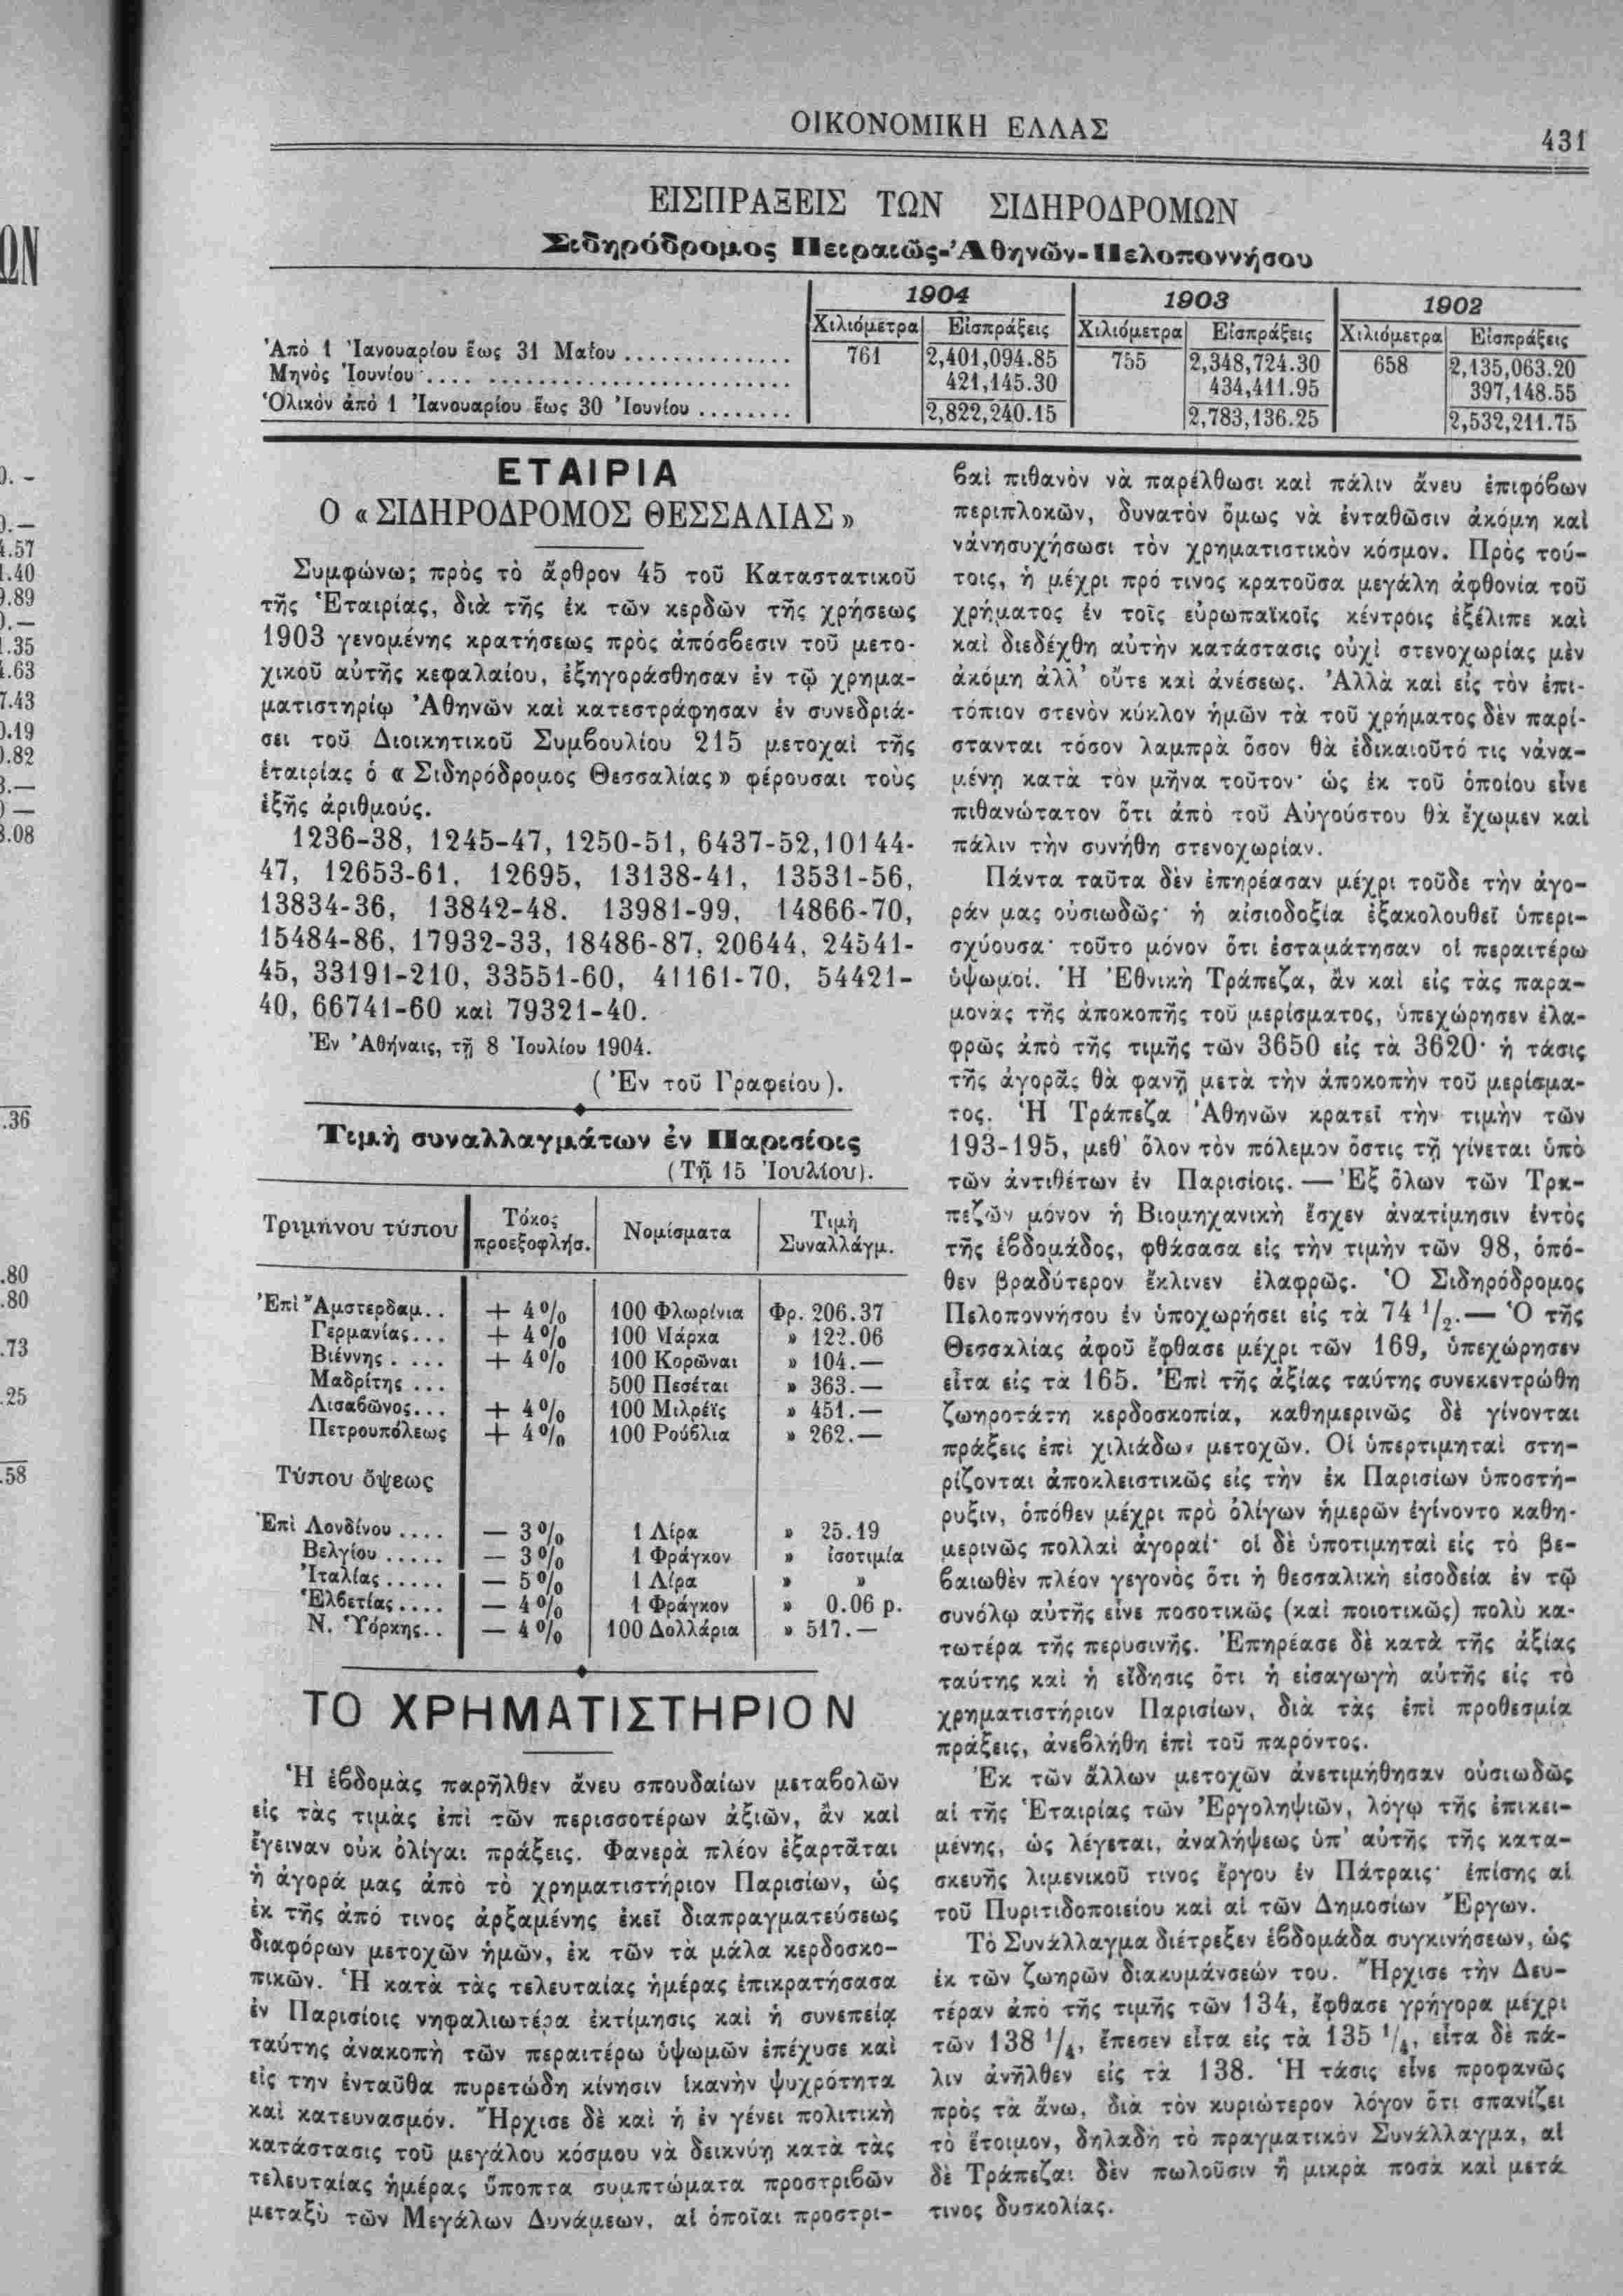 ΟΙΚΟΝΟΜΙΚΗ ΕΛΛΑΣ
431
ΕΙΣΠΡΑΞΕΙΣ ΤΩΝ ΣΙΔΗΡΟΔΡΟΜΩΝ
Σιδηρόδρομος Πειραιῶς-Ἀθηνῶν-Πελοποννήσου
1904 1903 1902
Χιλιόμετρα Εἰσπράξεις Χιλιόμετρα Εἰσπράξεις Χιλιόμετρα Εἰσπράξεις
Ἀπὸ 1 Ἰανουαρίου ἕως 31 Μαΐου .............. 761 2,401,094.85 755 2,348,724.30 658 2,135,063.20
Μηνὸς Ἰουνίου .... ......................... 421,145.30 434,411.95 397,148.55
Ὁλικὸν ἀπὸ 1 Ἰανουαρίου ἕως 30 Ἰουνίου ........ 2,822,240.15 2,783,136.25 2,532,211.75
ΕΤΑΙΡΙΑ
Ο «ΣΙΔΗΡΟΔΡΟΜΟΣ ΘΕΣΣΑΛΙΑΣ»
Συμφώνως πρὸς τὸ ἄρθρον 45 τοῦ Καταστατικοῦ
τῆς Ἑταιρίας, διὰ τῆς ἐκ τῶν κερδῶν τῆς χρήσεως
1903 γενομένης κρατήσεως πρὸς ἀπόσβεσιν τοῦ μετο-
χικοῦ αὐτῆς κεφαλαίου, ἐξηγοράσθησαν ἐν τῷ χρημα-
ματιστηρίῳ Ἀθηνῶν καὶ κατεστράφησαν ἐν συνεδριά-
σει τοῦ Διοικητικοῦ Συμβουλίου 215 μετοχαὶ τῆς
ἑταιρίας ὁ «Σιδηρόδρομος Θεσσαλίας» φέρουσαι τοὺς
ἑξῆς ἀριθμούς.
1236-38, 1245-47, 1250-51, 6437-52, 10144-
47, 12653-61, 12695, 13138-41, 13531-56,
13834-36, 13842-48. 13981-99, 14866-70,
15484-86, 17932-33, 18486-87, 20644, 24541-
45, 33191-210, 33551-60, 41161-70, 54421-
40, 66741-60 καὶ 79321-40.
Ἐν Ἀθήναις, τῇ 8 Ἰουλίου 1904.
(Ἐν τοῦ Γραφείου).
Τιμὴ συναλλαγμάτων ἐν Παρισίοις
(Τῇ 15 Ἰουλίου).
Τριμήνου τύπου Τόκος προεξοφλήσ. Νομίσματα Τιμὴ Συναλλάγμ.
Ἐπὶ Ἄμστερδαμ.. + 4% 100 Φλωρίνια Φρ. 206.37
Γερμανίας... + 4% 100 Μάρκα » 122.06
Βιέννης. ... + 4% 100 Κορῶναι » 104.—
Μαδρίτης ... 500 Πεσέται » 363.—
Λισαβῶνος... + 4% 100 Μιλρέϊς » 451.—
Πετρουπόλεως + 4% 100 Ρούβλια » 262.—
Τύπου ὄψεως
Ἐπὶ Λονδίνου .... — 3% 1 Λίρα » 25.19
Βελγίου ..... — 3% 1 Φράγκον » ἰσοτιμία
Ἰταλίας ..... — 5% 1 Λίρα » »
Ἑλβετίας .... — 4% 1 Φράγκον » 0.06 p.
Ν. Ὑόρκης.. — 4% 100 Δολλάρια » 517.—
ΤΟ ΧΡΗΜΑΤΙΣΤΗΡΙΟΝ
Ἡ ἑβδομὰς παρῆλθεν ἄνευ σπουδαίων μεταβολῶν
εἰς τὰς τιμὰς ἐπὶ τῶν περισσοτέρων ἀξιῶν, ἂν καὶ
ἔγειναν οὐκ ὀλίγαι πράξεις. Φανερὰ πλέον ἐξαρτᾶται
ἡ ἀγορά μας ἀπὸ τὸ χρηματιστήριον Παρισίων, ὡς
ἐκ τῆς ἀπό τινος ἀρξαμένης ἐκεῖ διαπραγματεύσεως
διαφόρων μετοχῶν ἡμῶν, ἐκ τῶν τὰ μάλα κερδοσκο-
πικῶν. Ἡ κατὰ τὰς τελευταίας ἡμέρας ἐπικρατήσασα
ἐν Παρισίοις νηφαλιωτέρα ἐκτίμησις καὶ ἡ συνεπείᾳ
ταύτης ἀνακοπὴ τῶν περαιτέρω ὑψωμῶν ἐπέχυσε καὶ
εἰς την ἐνταῦθα πυρετώδη κίνησιν ἱκανὴν ψυχρότητα
καὶ κατευνασμόν. Ἤρχισε δὲ καὶ ἡ ἐν γένει πολιτικὴ
κατάστασις τοῦ μεγάλου κόσμου νὰ δεικνύῃ κατὰ τὰς
τελευταίας ἡμέρας ὕποπτα συμπτώματα προστριβῶν
μεταξὺ τῶν Μεγάλων Δυνάμεων, αἱ ὁποῖαι προστρι-
βαὶ πιθανὸν νὰ παρέλθωσι καὶ πάλιν ἄνευ ἐπιφόβων
περιπλοκῶν, δυνατὸν ὅμως νὰ ἐνταθῶσιν ἀκόμη καὶ
νἀνησυχήσωσι τὸν χρηματιστικὸν κόσμον. Πρὸς τού-
τοις, ἡ μέχρι πρό τινος κρατοῦσα μεγάλη ἀφθονία τοῦ
χρήματος ἐν τοῖς εὐρωπαϊκοῖς κέντροις ἐξέλιπε καὶ
καὶ διεδέχθη αὐτὴν κατάστασις οὐχὶ στενοχωρίας μὲν
ἀκόμη ἀλλ' οὔτε καὶ ἀνέσεως. Ἀλλὰ καὶ εἰς τὸν ἐπι-
τόπιον στενὸν κύκλον ἡμῶν τὰ τοῦ χρήματος δὲν παρί-
στανται τόσον λαμπρὰ ὅσον θὰ ἐδικαιοῦτό τις νἀνα-
μένῃ κατὰ τὸν μῆνα τοῦτον· ὡς ἐκ τοῦ ὁποίου εἶνε
πιθανώτατον ὅτι ἀπὸ τοῦ Αὐγούστου θὰ ἔχωμεν καὶ
πάλιν τὴν συνήθη στενοχωρίαν.
Πάντα ταῦτα δὲν ἐπηρέασαν μέχρι τοῦδε τὴν ἀγο-
ράν μας οὐσιωδῶς· ἡ αἰσιοδοξία ἐξακολουθεῖ ὑπερι-
σχύουσα· τοῦτο μόνον ὅτι ἐσταμάτησαν οἱ περαιτέρω
ὑψωμοί. Ἡ Ἐθνικὴ Τράπεζα, ἂν καὶ εἰς τὰς παρα-
μονὰς τῆς ἀποκοπῆς τοῦ μερίσματος, ὑπεχώρησεν ἐλα-
φρῶς ἀπὸ τῆς τιμῆς τῶν 3650 εἰς τὰ 3620· ἡ τάσις
τῆς ἀγορᾶς θὰ φανῇ μετὰ τὴν ἀποκοπὴν τοῦ μερίσμα-
τος. Ἡ Τράπεζα Ἀθηνῶν κρατεῖ τὴν τιμὴν τῶν
193-195, μεθ' ὅλον τὸν πόλεμον ὅστις τῇ γίνεται ὑπὸ
τῶν ἀντιθέτων ἐν Παρισίοις.— Ἐξ ὅλων τῶν Τρα-
πεζῶν μόνον ἡ Βιομηχανικὴ ἔσχεν ἀνατίμησιν ἐντὸς
τῆς ἑβδομάδος, φθάσασα εἰς τὴν τιμὴν τῶν 98, ὁπό-
θεν βραδύτερον ἔκλινεν ἐλαφρῶς. Ὁ Σιδηρόδρομος
Πελοποννήσου ἐν ὑποχωρήσει εἰς τὰ 74 1/2.— Ὁ τῆς
Θεσσαλίας ἀφοῦ ἔφθασε μέχρι τῶν 169, ὑπεχώρησεν
εἶτα εἰς τὰ 165. Ἐπὶ τῆς ἀξίας ταύτης συνεκεντρώθη
ζωηροτάτη κερδοσκοπία, καθημερινῶς δὲ γίνονται
πράξεις ἐπὶ χιλιάδων μετοχῶν. Οἱ ὑπερτιμηταὶ στη-
ρίζονται ἀποκλειστικῶς εἰς τὴν ἐκ Παρισίων ὑποστή-
ρυξιν, ὁπόθεν μέχρι πρὸ ὀλίγων ἡμερῶν ἐγίνοντο καθη-
μερινῶς πολλαὶ ἀγοραί· οἱ δὲ ὑποτιμηταὶ εἰς τὸ βε-
βαιωθὲν πλέον γεγονὸς ὅτι ἡ θεσσαλικὴ εἰσοδεία ἐν τῷ
συνόλῳ αὐτῆς εἶνε ποσοτικῶς (καὶ ποιοτικῶς) πολὺ κα-
τωτέρα τῆς περυσινῆς. Ἐπηρέασε δὲ κατὰ τῆς ἀξίας
ταύτης καὶ ἡ εἴδησις ὅτι ἡ εἰσαγωγὴ αὐτῆς εἰς τὸ
χρηματιστήριον Παρισίων, διὰ τὰς ἐπὶ προθεσμίᾳ
πράξεις, ἀνεβλήθη ἐπὶ τοῦ παρόντος.
Ἐκ τῶν ἄλλων μετοχῶν ἀνετιμήθησαν οὐσιωδῶς
αἱ τῆς Ἑταιρίας τῶν Ἐργοληψιῶν, λόγῳ τῆς ἐπικει-
μένης, ὡς λέγεται, ἀναλήψεως ὑπ' αὐτῆς τῆς κατα-
σκευῆς λιμενικοῦ τινος ἔργου ἐν Πάτραις· ἐπίσης αἱ
τοῦ Πυριτιδοποιείου καὶ αἱ τῶν Δημοσίων Ἔργων.
Τὸ Συνάλλαγμα διέτρεξεν ἑβδομάδα συγκινήσεων, ὡς
ἐκ τῶν ζωηρῶν διακυμάνσεών του. Ἤρχισε τὴν Δευ-
τέραν ἀπὸ τῆς τιμῆς τῶν 134, ἔφθασε γρήγορα μέχρι
τῶν 138 1/4, ἔπεσεν εἶτα εἰς τὰ 135 1/4, εἶτα δὲ πά-
λιν ἀνῆλθεν εἰς τὰ 138. Ἡ τάσις εἶνε προφανῶς
πρὸς τὰ ἄνω, διὰ τὸν κυριώτερον λόγον ὅτι σπανίζει
τὸ ἕτοιμον, δηλαδὴ τὸ πραγματικὸν Συνάλλαγμα, αἱ
δὲ Τράπεζαι δὲν πωλοῦσιν ἢ μικρὰ ποσὰ καὶ μετά
τινος δυσκολίας.